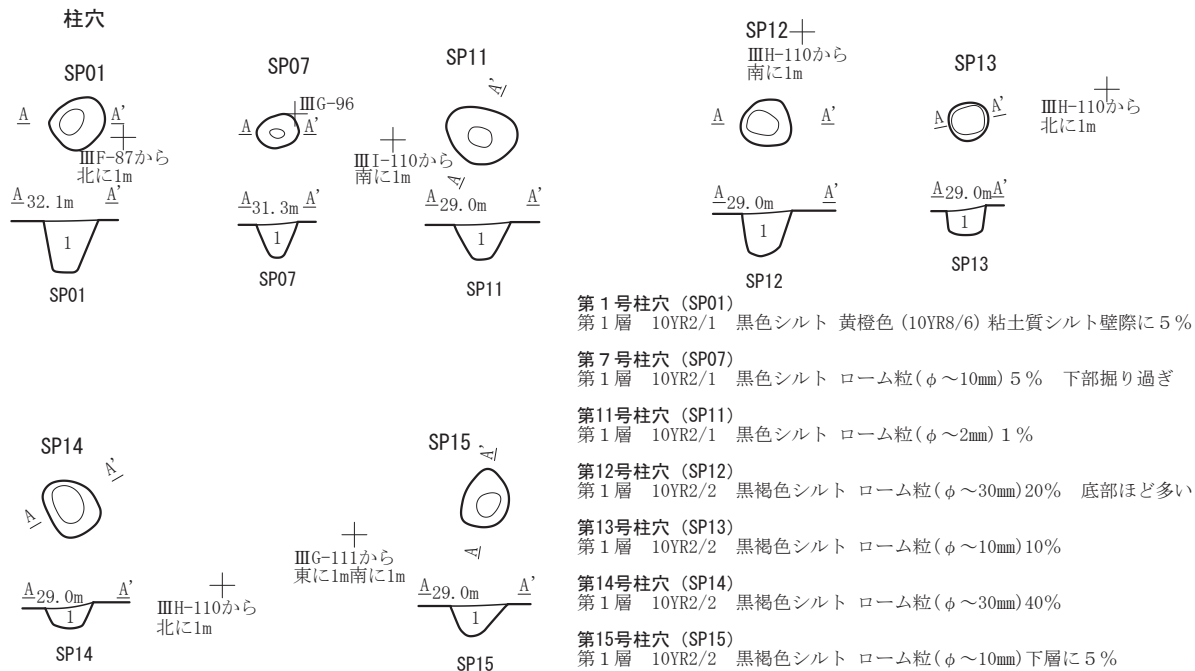 柱穴
SP01
A A’
ⅢF-87から
北に1m
A 32.1m A’
1
SP01
SP07
ⅢG-96
A A’
A 31.3m A’
1
SP07
SP11
A’
ⅢI-110から
南に1m
A
A 29.0m A’
1
SP11
SP12
ⅢH-110から
南に1m
A A’
A 29.0m A’
1
SP12
SP13
A A’
ⅢH-110から
北に1m
A 29.0m A’
1
SP13
SP14
A’
A
A 29.0m A’
1
ⅢH-110から
北に1m
SP14
SP15
A’
ⅢG-111から
東に1m南に1m
A
A 29.0m A’
1
SP15
第1号柱穴（SP01）
第1層　10YR2/1　黒色シルト 黄橙色（10YR8/6）粘土質シルト壁際に5％
第7号柱穴（SP07）
第1層　10YR2/1　黒色シルト ローム粒(φ～10㎜)5％　下部掘り過ぎ
第11号柱穴（SP11）
第1層　10YR2/1　黒色シルト ローム粒(φ～2㎜)1％
第12号柱穴（SP12）
第1層　10YR2/2　黒褐色シルト ローム粒(φ～30㎜)20％　底部ほど多い
第13号柱穴（SP13）
第1層　10YR2/2　黒褐色シルト ローム粒(φ～10㎜)10％
第14号柱穴（SP14）
第1層　10YR2/2　黒褐色シルト ローム粒(φ～30㎜)40％
第15号柱穴（SP15）
第1層　10YR2/2　黒褐色シルト ローム粒(φ～10㎜)下層に5％